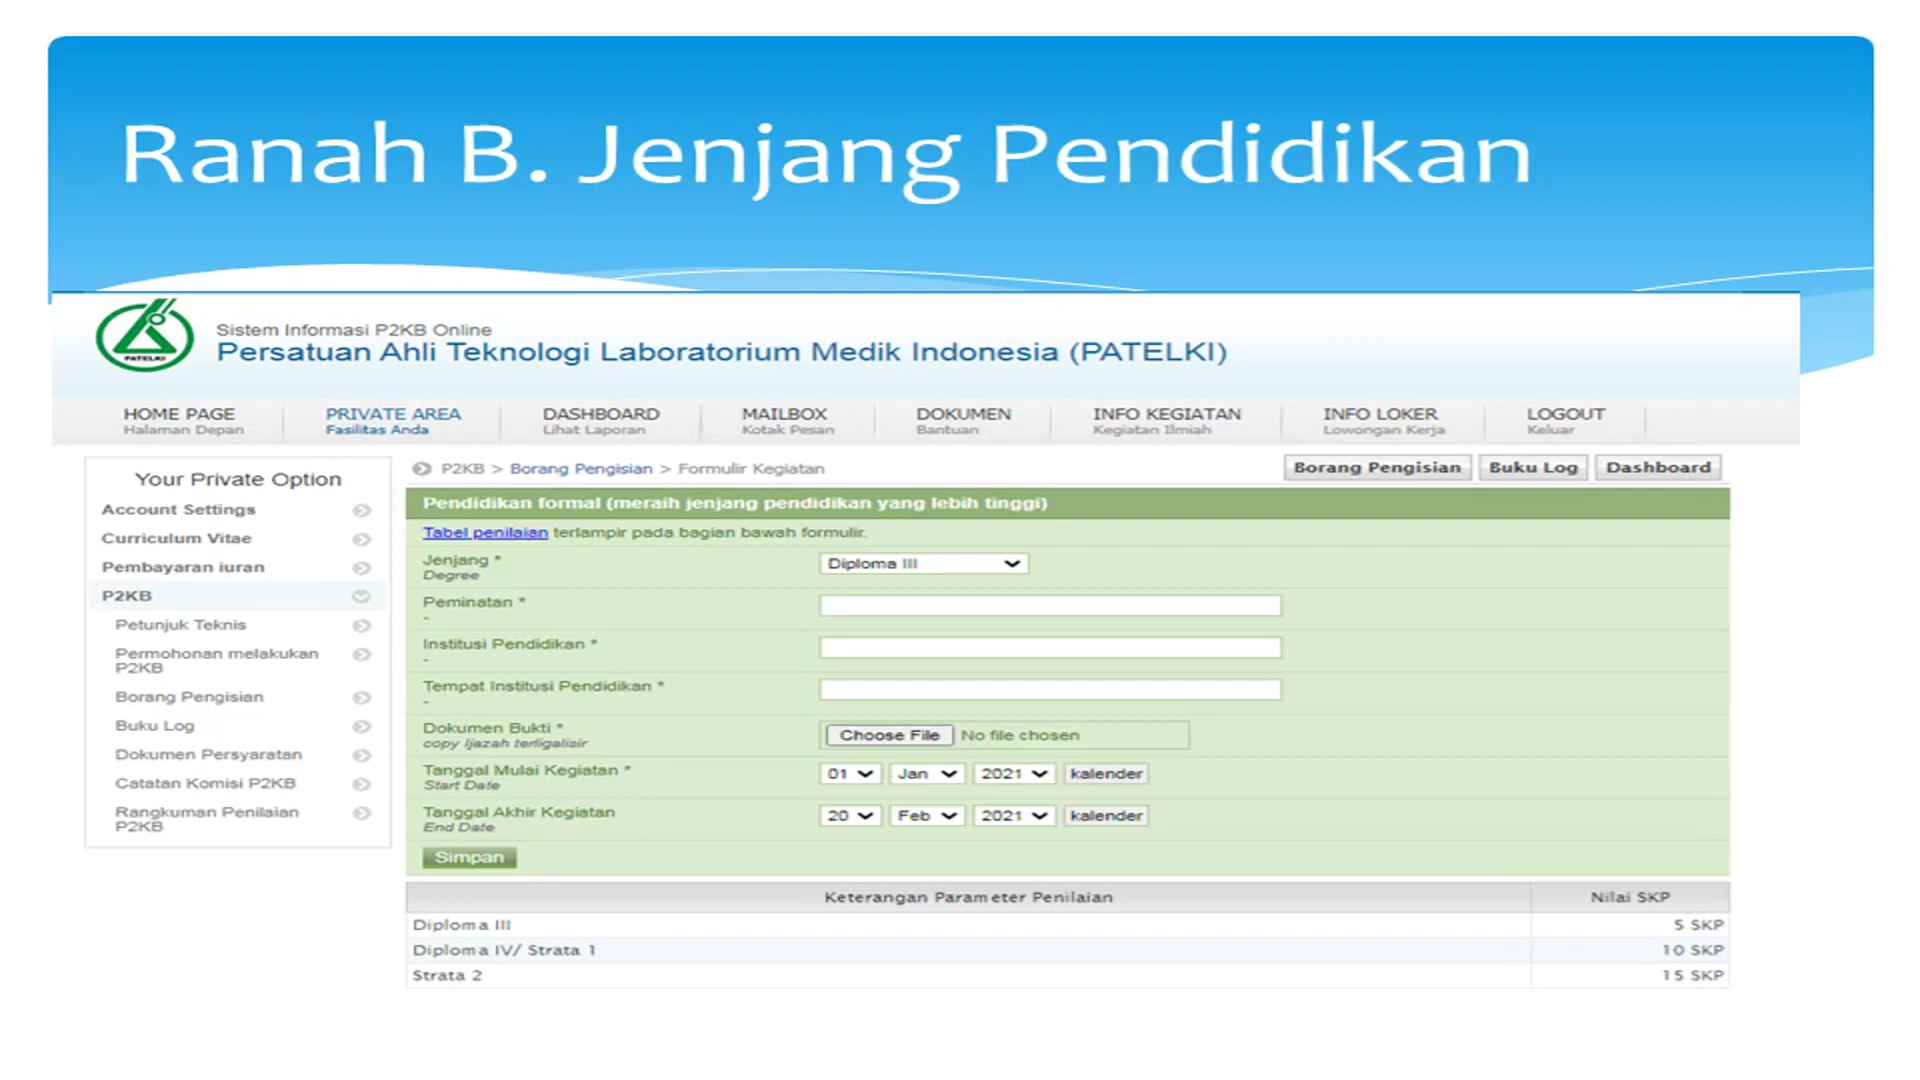 Ranah B. Jenjang Pendidikan
PATELKI
Sistem Informasi P2KB Online
Persatuan Ahli Teknologi Laboratorium Medik Indonesia (PATELKI)
HOME PAGE PRIVATE AREA DASHBOARD MAILBOX DOKUMEN INFO KEGIATAN INFO LOKER LOGOUT
Halaman Depan Fasilitas Anda Lihat Laporan Kotak Pesan Bantuan Kegiatan Ilmiah Lowongan Kerja Keluar
Your Private Option
Account Settings
Curriculum Vitae
Pembayaran iuran
P2KB
Petunjuk Teknis
Permohonan melakukan
P2KB
Borang Pengisian
Buku Log
Dokumen Persyaratan
Catatan Komisi P2KB
Rangkuman Penilaian
P2KB
P2KB > Borang Pengisian > Formulir Kegiatan
Borang Pengisian Buku Log Dashboard
Pendidikan formal (meraih jenjang pendidikan yang lebih tinggi)
Tabel penilaian terlampir pada bagian bawah formulir.
Jenjang * Diploma III
Degree
Peminatan *
-
Institusi Pendidikan *
-
Tempat Institusi Pendidikan *
-
Dokumen Bukti * Choose File No file chosen
copy Ijazah terligalisir
Tanggal Mulai Kegiatan * 01 Jan 2021 kalender
Start Date
Tanggal Akhir Kegiatan 20 Feb 2021 kalender
End Date
Simpan
Keterangan Parameter Penilaian Nilai SKP
Diploma III 5 SKP
Diploma IV/ Strata 1 10 SKP
Strata 2 15 SKP